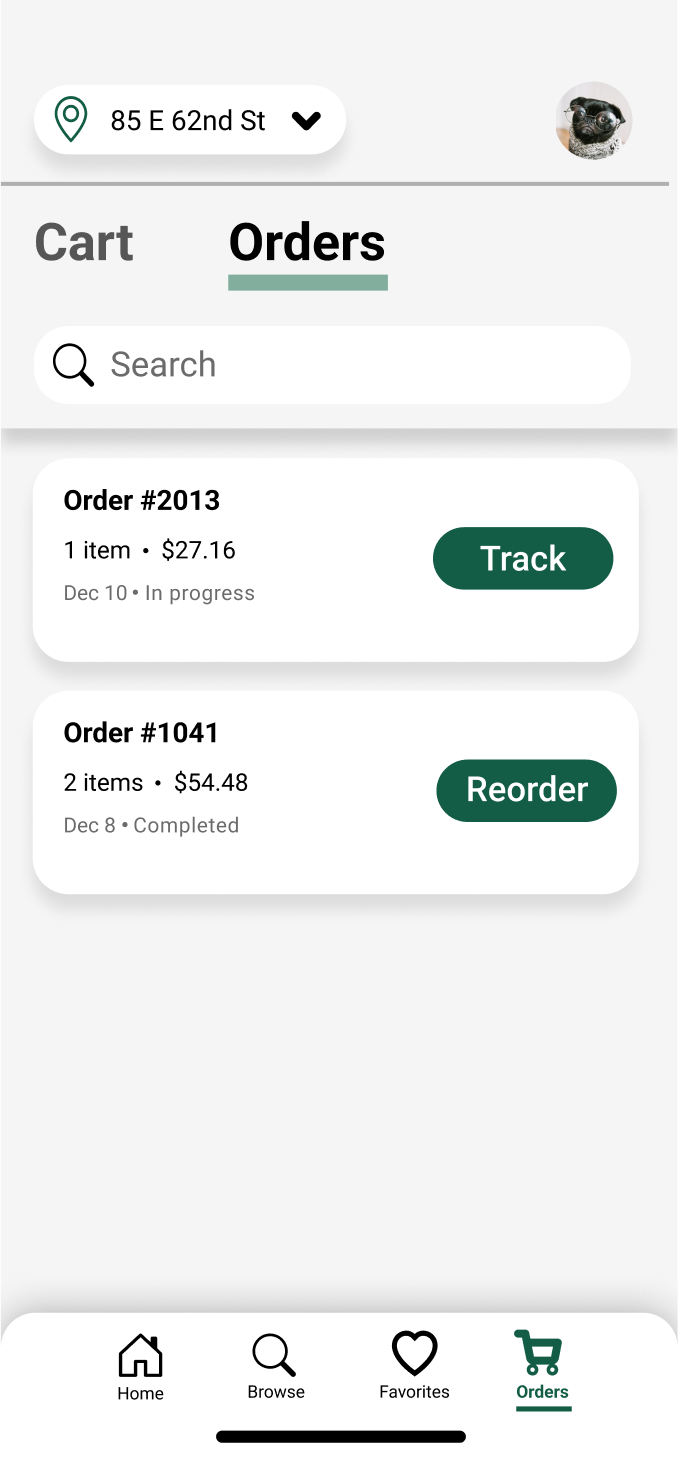 85 E 62nd St
Cart Orders
Search
Order #2013
1 item • $27.16
Track
Dec 10 • In progress
Order #1041
2 items • $54.48
Reorder
Dec 8 • Completed
Home Browse Favorites Orders